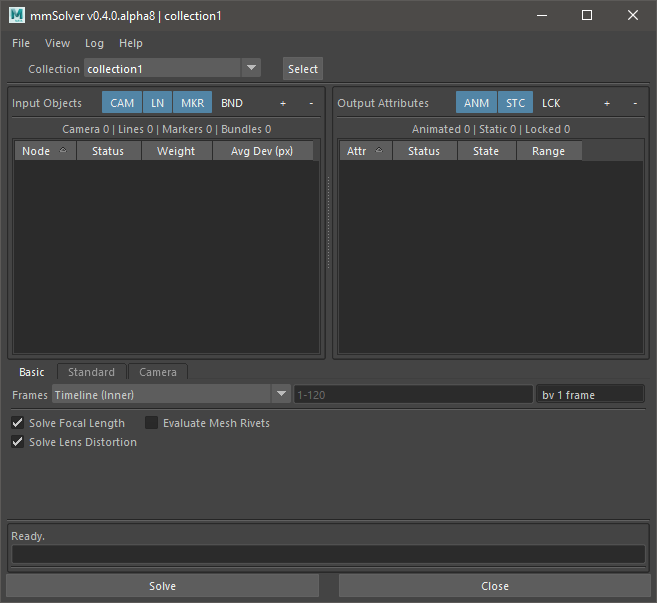 mmSolver v0.4.0.alpha8 | collection1
File View Log Help
Collection collection1 Select
Input Objects CAM LN MKR BND + - Output Attributes ANM STC LCK + -
Camera 0 | Lines 0 | Markers 0 | Bundles 0 Animated 0 | Static 0 | Locked 0
Node Status Weight Avg Dev (px) Attr Status State Range
Basic Standard Camera
Frames Timeline (Inner) 1-120 by 1 frame
Solve Focal Length Evaluate Mesh Rivets
Solve Lens Distortion
Ready.
Solve Close